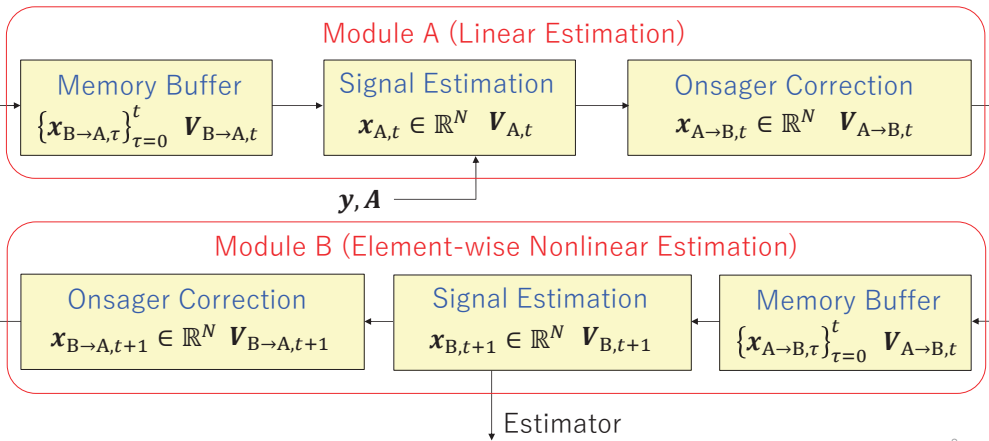 Module A (Linear Estimation)
Memory Buffer
{x_{B→A,τ}}_{τ=0}^{t} V_{B→A,t}
Signal Estimation
x_{A,t} ∈ ℝ^N V_{A,t}
Onsager Correction
x_{A→B,t} ∈ ℝ^N V_{A→B,t}
y, A
Module B (Element-wise Nonlinear Estimation)
Onsager Correction
x_{B→A,t+1} ∈ ℝ^N V_{B→A,t+1}
Signal Estimation
x_{B,t+1} ∈ ℝ^N V_{B,t+1}
Memory Buffer
{x_{A→B,τ}}_{τ=0}^{t} V_{A→B,t}
Estimator